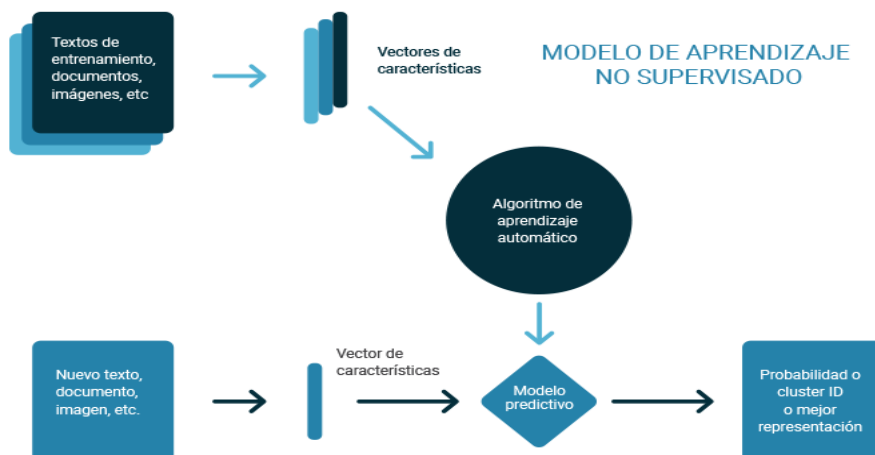 Textos de
entrenamiento,
documentos,
imágenes, etc
Vectores de
características
MODELO DE APRENDIZAJE
NO SUPERVISADO
Algoritmo de
aprendizaje
automático
Nuevo texto,
documento,
imagen, etc.
Vector de
características
Modelo
predictivo
Probabilidad o
cluster ID
o mejor
representación